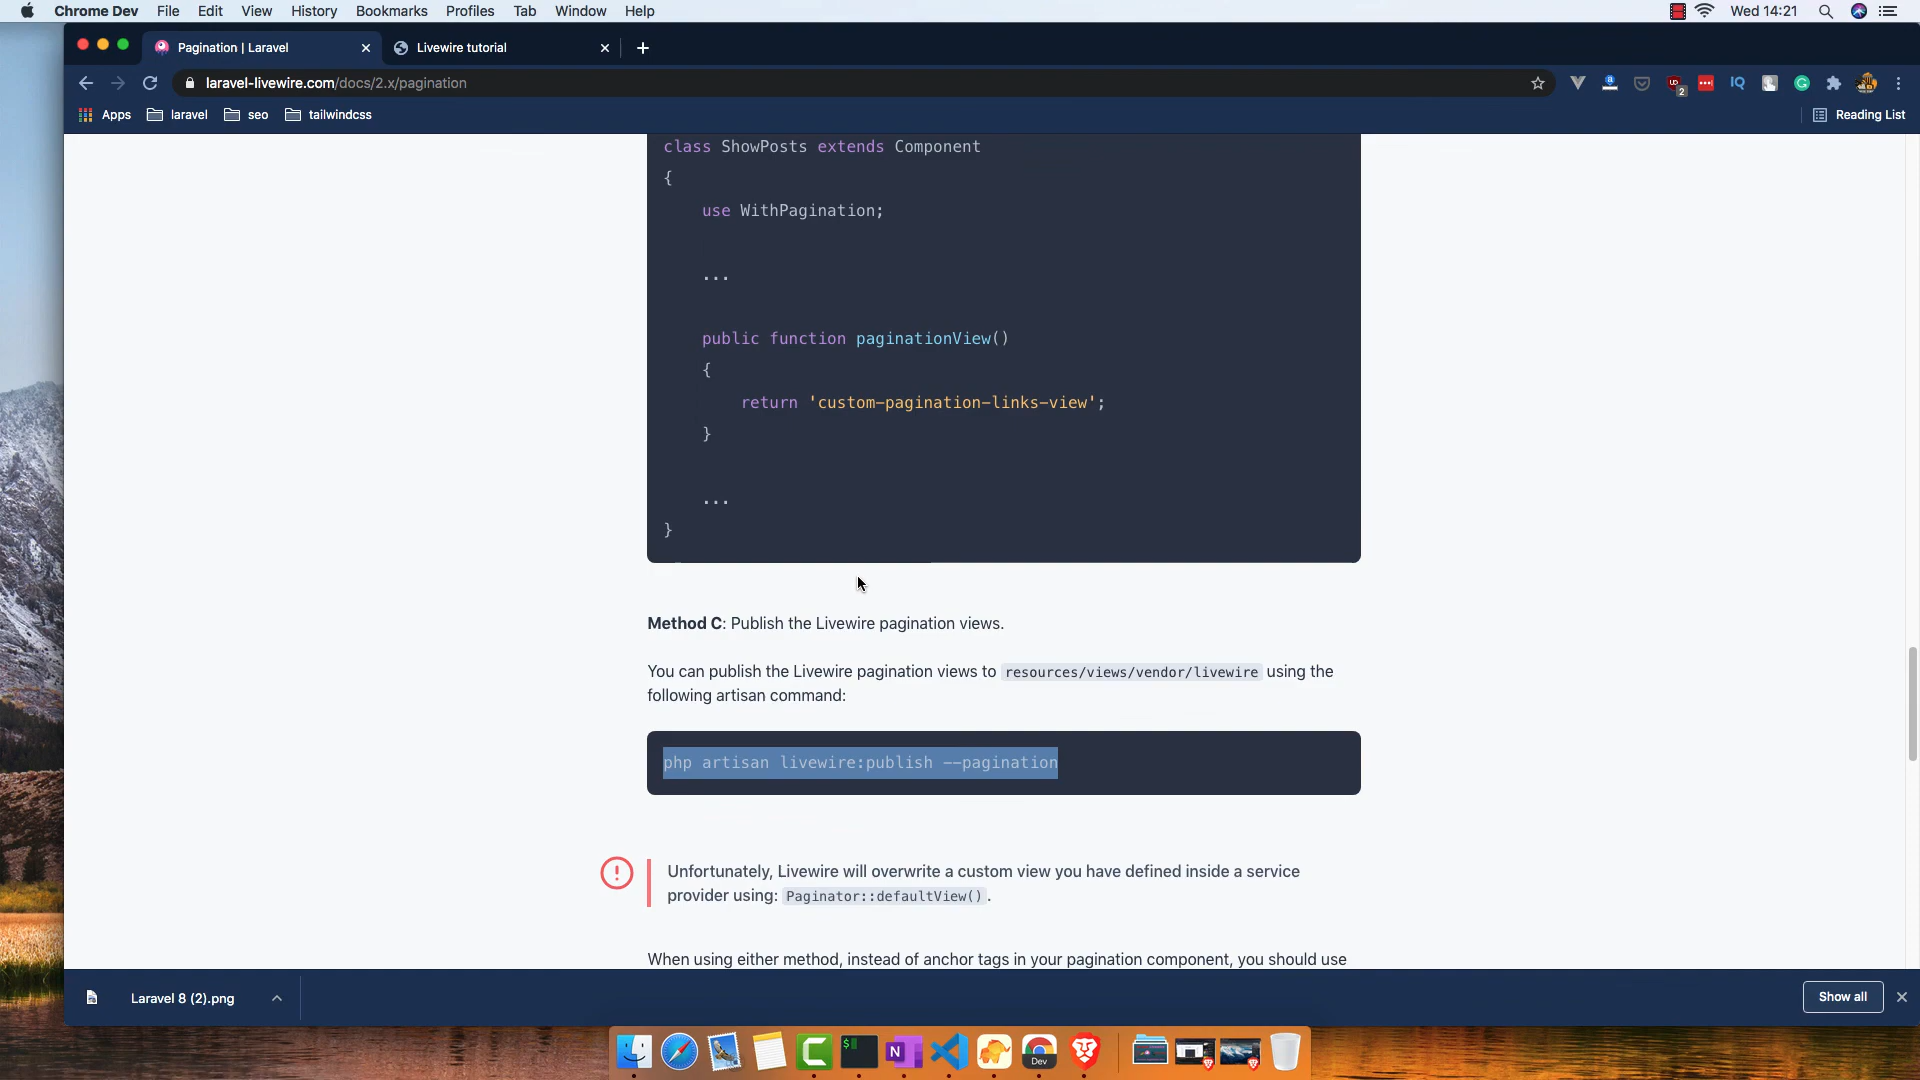 Chrome Dev File Edit View History Bookmarks Profiles Tab Window Help Wed 14:21
Pagination | Laravel Livewire tutorial
laravel-livewire.com/docs/2.x/pagination
Apps laravel seo tailwindcss Reading List
class ShowPosts extends Component
{
use WithPagination;
...
public function paginationView()
{
return 'custom-pagination-links-view';
}
...
}
Method C: Publish the Livewire pagination views.
You can publish the Livewire pagination views to resources/views/vendor/livewire using the
following artisan command:
php artisan livewire:publish --pagination
Unfortunately, Livewire will overwrite a custom view you have defined inside a service
provider using: Paginator::defaultView().
When using either method, instead of anchor tags in your pagination component, you should use
Laravel 8 (2).png Show all